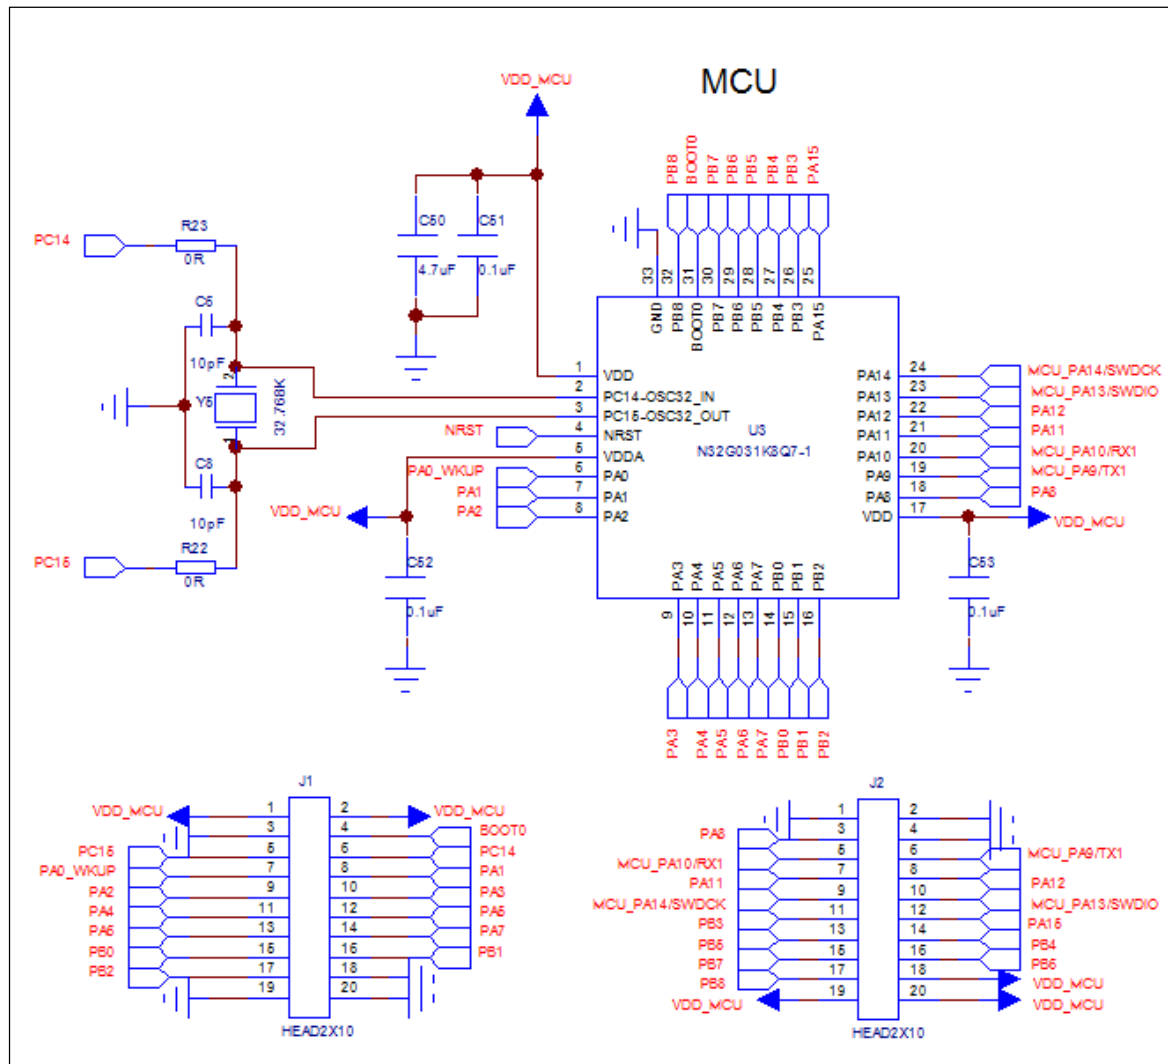 MCU
VDD_MCU
PB8
BOOT0
PB7
PB6
PB5
PB4
PB3
PA15
C50
4.7uF
C51
0.1uF
PC14
R23
0R
C6
10pF
2
Y5
32.768K
1
C8
10pF
R22
0R
PC15
33
32
31
30
29
28
27
26
25
GND
PB8
BOOT0
PB7
PB6
PB5
PB4
PB3
PA15
1 VDD
2 PC14-OSC32_IN
3 PC15-OSC32_OUT
NRST 4 NRST
5 VDDA
PA0_WKUP 6 PA0
PA1 7 PA1
PA2 8 PA2
U3
N32G031K8Q7-1
PA14 24 MCU_PA14/SWDCK
PA13 23 MCU_PA13/SWDIO
PA12 22 PA12
PA11 21 PA11
PA10 20 MCU_PA10/RX1
PA9 19 MCU_PA9/TX1
PA8 18 PA8
VDD 17 VDD_MCU
VDD_MCU
C52
0.1uF
C53
0.1uF
PA3
PA4
PA5
PA6
PA7
PB0
PB1
PB2
9
10
11
12
13
14
15
16
PA3
PA4
PA5
PA6
PA7
PB0
PB1
PB2
J1
VDD_MCU 1 2 VDD_MCU
3 4 BOOT0
PC15 5 6 PC14
PA0_WKUP 7 8 PA1
PA2 9 10 PA3
PA4 11 12 PA5
PA6 13 14 PA7
PB0 15 16 PB1
PB2 17 18
19 20
HEAD2X10
J2
1 2
PA8 3 4
MCU_PA10/RX1 5 6 MCU_PA9/TX1
PA11 7 8 PA12
MCU_PA14/SWDCK 9 10 MCU_PA13/SWDIO
PB3 11 12 PA15
PB5 13 14 PB4
PB7 15 16 PB6
PB8 17 18 VDD_MCU
VDD_MCU 19 20 VDD_MCU
HEAD2X10